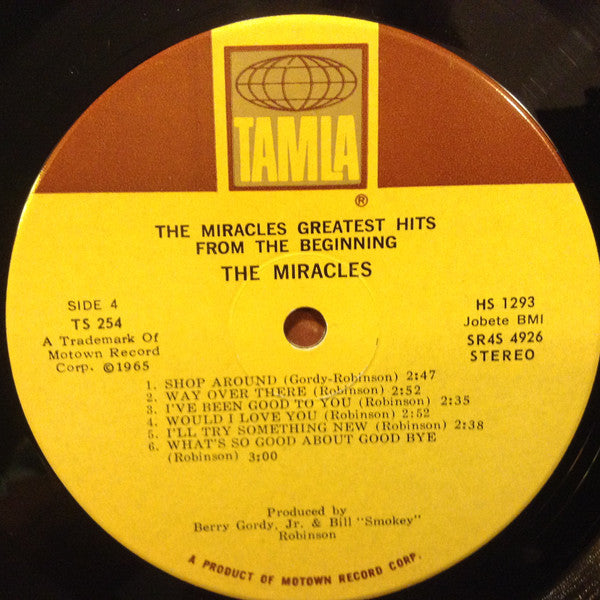 TAMLA
®
THE MIRACLES GREATEST HITS
FROM THE BEGINNING
THE MIRACLES
SIDE 4
TS 254
A Trademark Of
Motown Record
Corp. ©1965
HS 1293
Jobete BMI
SR4S 4926
STEREO
1. SHOP AROUND (Gordy-Robinson) 2:47
2. WAY OVER THERE (Robinson) 2:52
3. I'VE BEEN GOOD TO YOU (Robinson) 2:35
4. WOULD I LOVE YOU (Robinson) 2:52
5. I'LL TRY SOMETHING NEW (Robinson) 2:38
6. WHAT'S SO GOOD ABOUT GOOD BYE
(Robinson) 3:00
Produced by
Berry Gordy, Jr. & Bill "Smokey"
Robinson
A PRODUCT OF MOTOWN RECORD CORP.